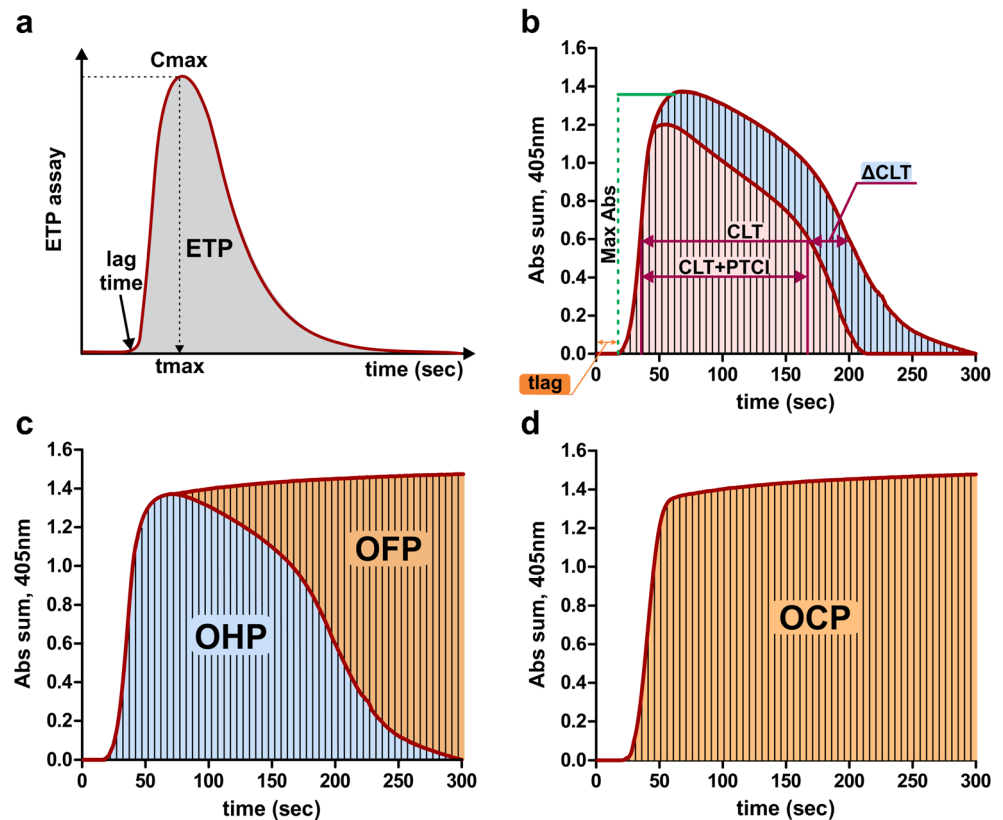 a
Cmax
ETP assay
ETP
lag
time
tmax
time (sec)
b
Abs sum, 405nm
1.6
1.4
1.2
1.0
0.8
0.6
0.4
0.2
0.0
Max Abs
ΔCLT
CLT
CLT+PTCI
tlag
0
50
100
150
200
250
300
time (sec)
c
Abs sum, 405nm
1.6
1.4
1.2
1.0
0.8
0.6
0.4
0.2
0.0
OFP
OHP
0
50
100
150
200
250
300
time (sec)
d
Abs sum, 405nm
1.6
1.4
1.2
1.0
0.8
0.6
0.4
0.2
0.0
OCP
0
50
100
150
200
250
300
time (sec)